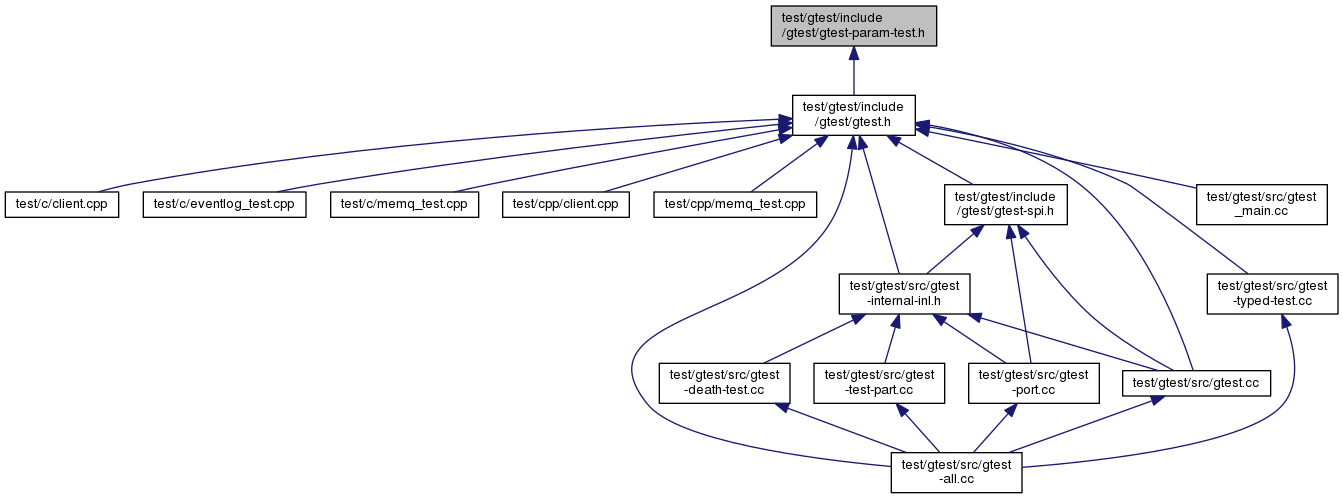 test/gtest/include
/gtest/gtest-param-test.h
test/gtest/include
/gtest/gtest.h
test/c/client.cpp
test/c/eventlog_test.cpp
test/c/memq_test.cpp
test/cpp/client.cpp
test/cpp/memq_test.cpp
test/gtest/include
/gtest/gtest-spi.h
test/gtest/src/gtest
_main.cc
test/gtest/src/gtest
-internal-inl.h
test/gtest/src/gtest
-typed-test.cc
test/gtest/src/gtest
-death-test.cc
test/gtest/src/gtest
-test-part.cc
test/gtest/src/gtest
-port.cc
test/gtest/src/gtest.cc
test/gtest/src/gtest
-all.cc